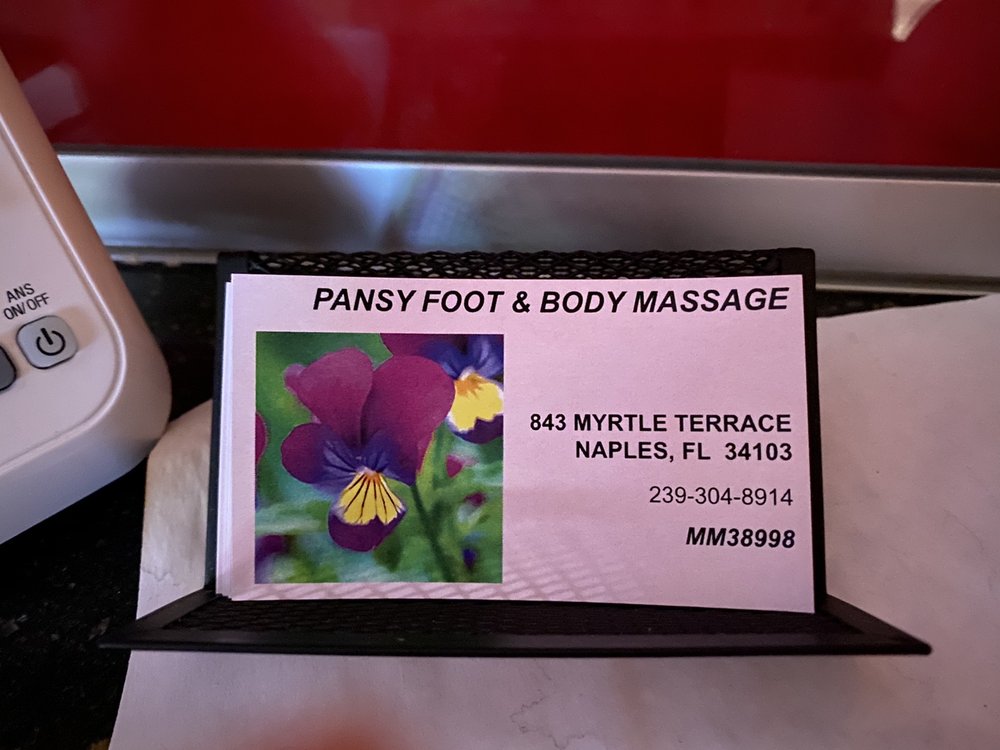 ANS
ON/OFF
PANSY FOOT & BODY MASSAGE
843 MYRTLE TERRACE
NAPLES, FL 34103
239-304-8914
MM38998